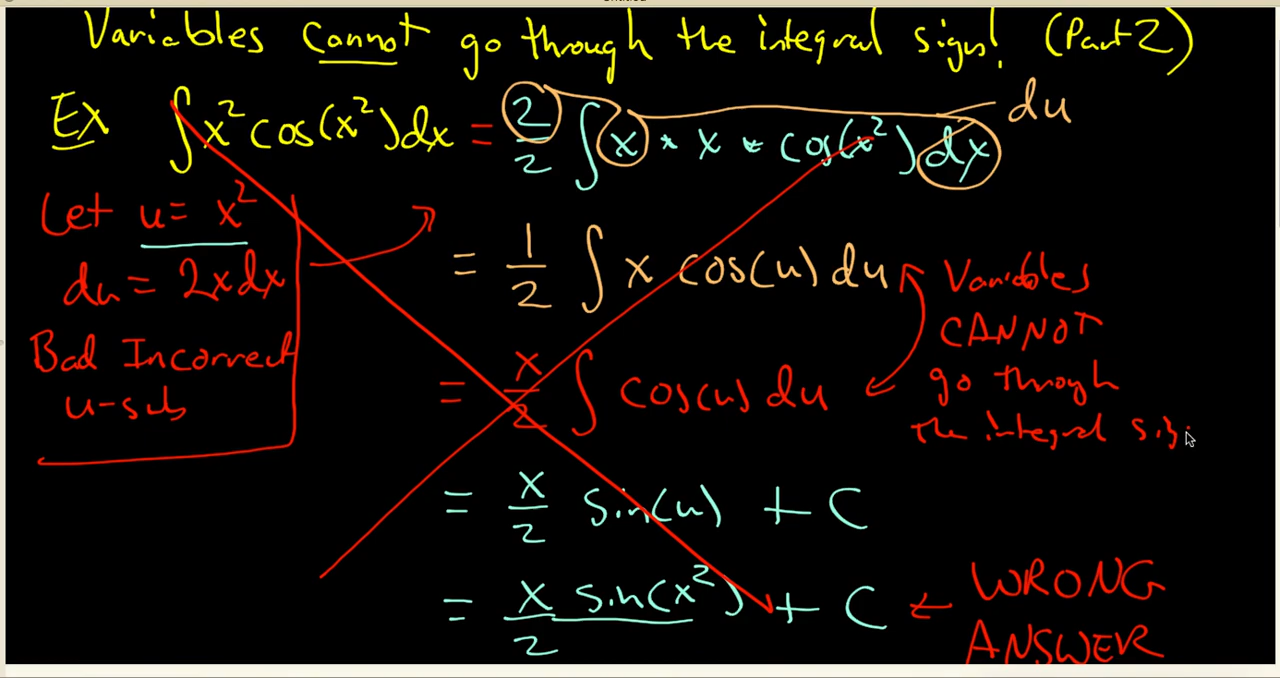 Variables cannot go through the integral sign! (Part 2)
Ex ∫ x² cos(x²) dx = 2/2 ∫ x * x * cos(x²) dx du
Let u = x²
du = 2x dx
Bad Incorrect
u-sub
= 1/2 ∫ x cos(u) du
Variables
CANNOT
go through
the integral sign
= x/2 ∫ cos(u) du
= x/2 sin(u) + C
= x sin(x²)/2 + C ← WRONG
ANSWER